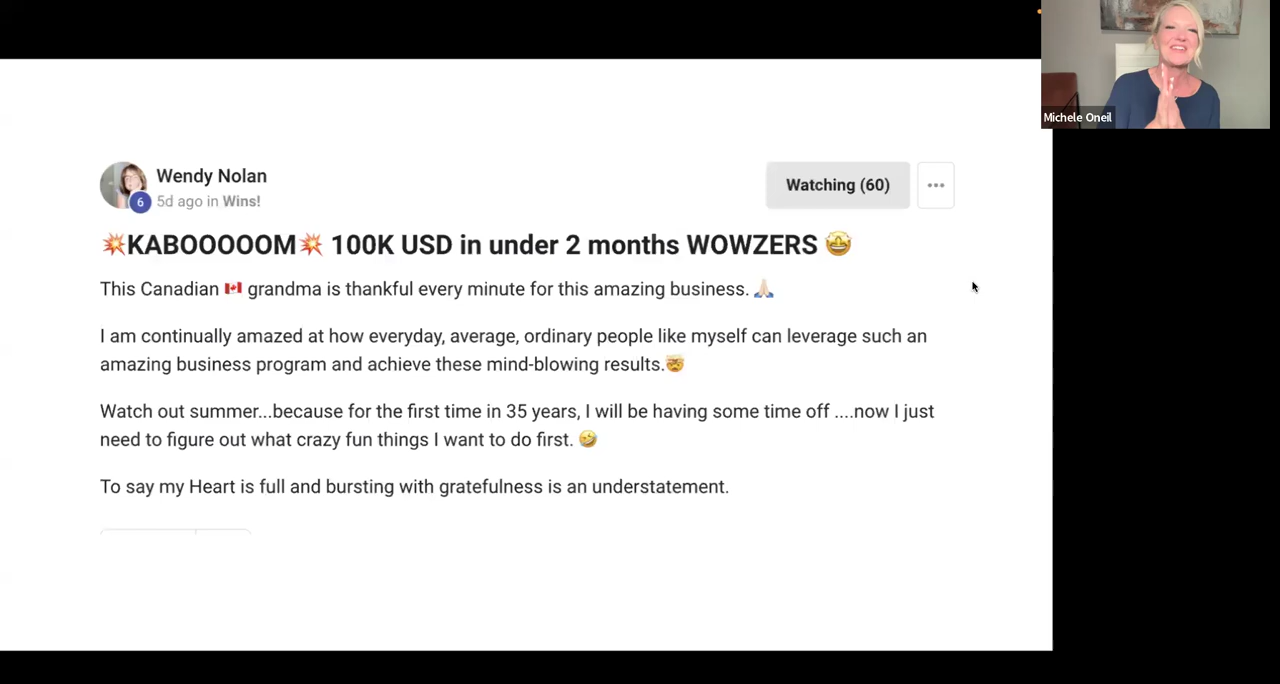 Michele Oneil
Wendy Nolan
6
5d ago in Wins!
Watching (60)
💥KABOOOOOM💥 100K USD in under 2 months WOWZERS 🤩
This Canadian 🇨🇦 grandma is thankful every minute for this amazing business. 🙏🏻
I am continually amazed at how everyday, average, ordinary people like myself can leverage such an
amazing business program and achieve these mind-blowing results.🤯
Watch out summer...because for the first time in 35 years, I will be having some time off ....now I just
need to figure out what crazy fun things I want to do first. 🤣
To say my Heart is full and bursting with gratefulness is an understatement.